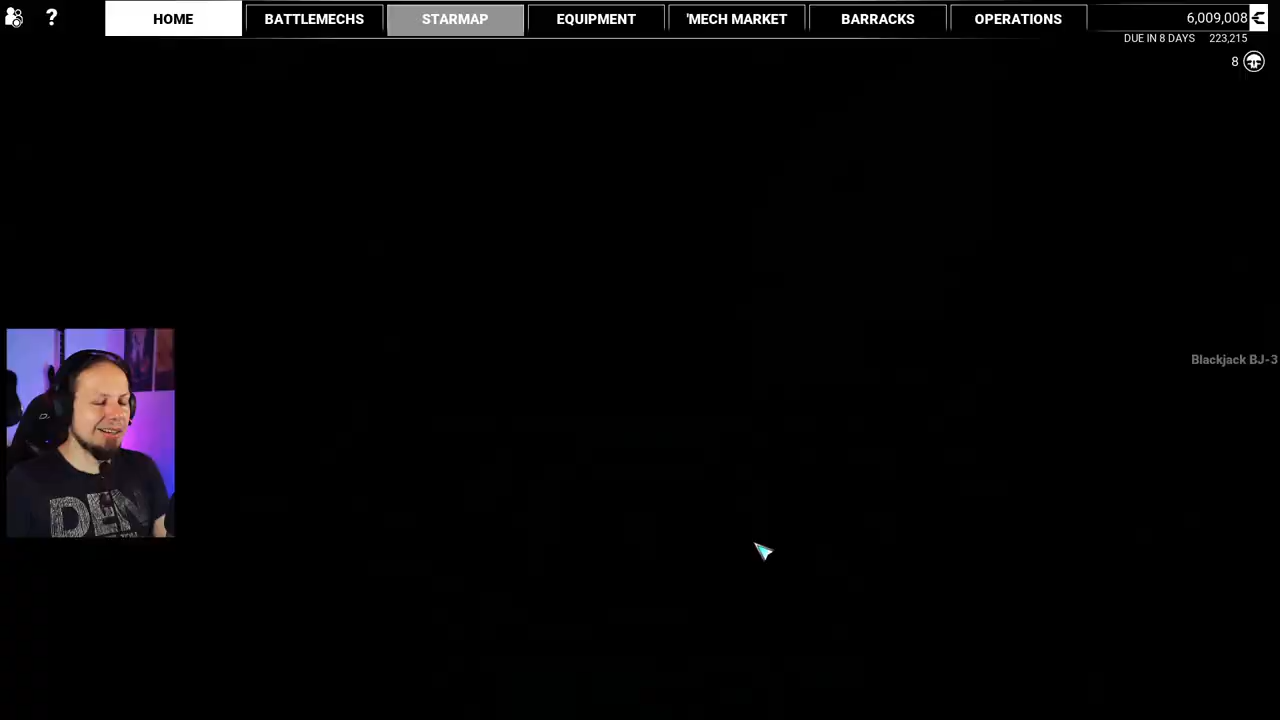 ?
HOME
BATTLEMECHS
STARMAP
EQUIPMENT
'MECH MARKET
BARRACKS
OPERATIONS
6,009,008
DUE IN 8 DAYS 223,215
8
Blackjack BJ-3
DEN